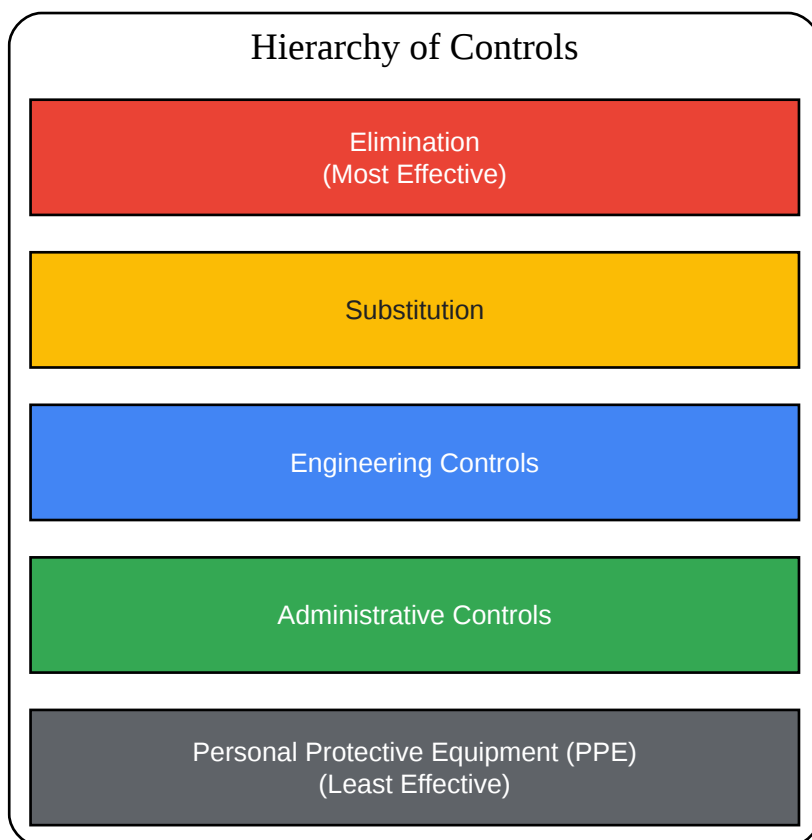 Hierarchy of Controls
Elimination
(Most Effective)
Substitution
Engineering Controls
Administrative Controls
Personal Protective Equipment (PPE)
(Least Effective)